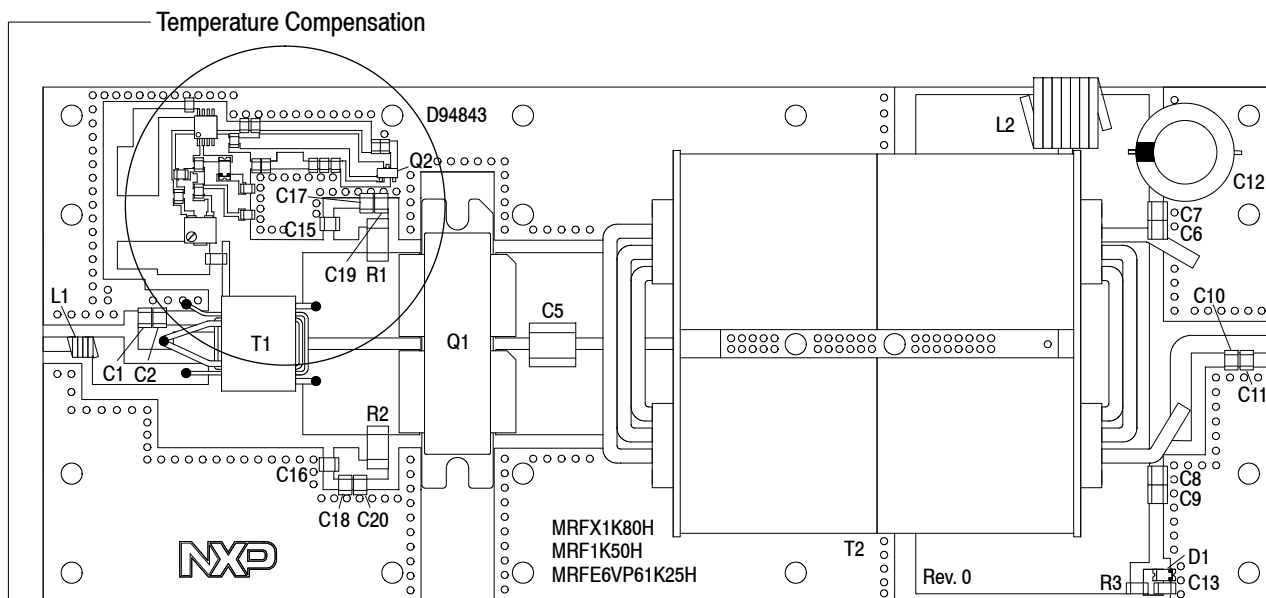 Temperature Compensation
D94843
L2
Q2
C12
C17
C15
C7
C6
C19
R1
L1
C5
C10
T1
Q1
C1
C2
C11
R2
C16
C8
C9
C18
C20
MRFX1K80H
MRF1K50H
MRFE6VP61K25H
NXP
T2
D1
Rev. 0
R3
C13